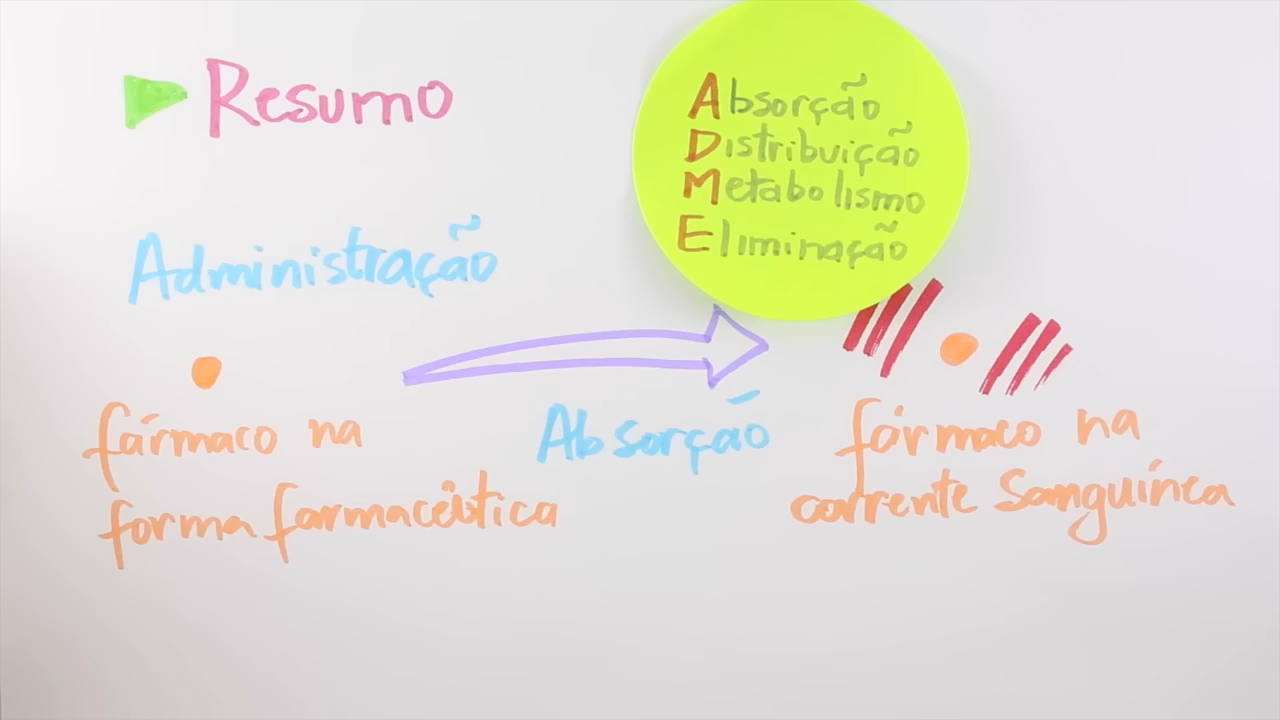 Resumo
Absorção
Distribuição
Metabolismo
Eliminação
Administração
fármaco na
forma farmacêutica
Absorção
fármaco na
corrente Sanguínea